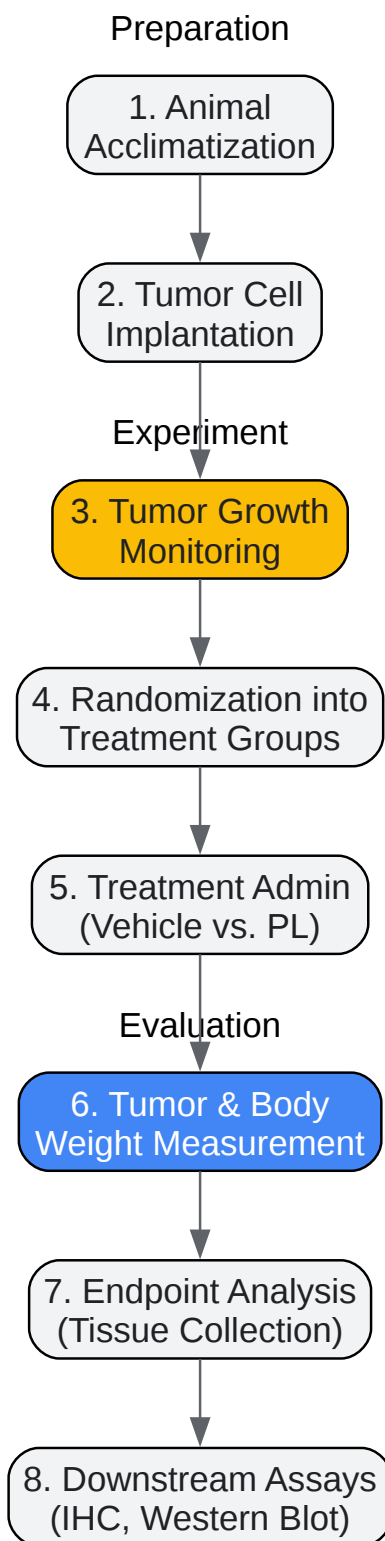 Preparation
1. Animal
Acclimatization
2. Tumor Cell
Implantation
Experiment
3. Tumor Growth
Monitoring
4. Randomization into
Treatment Groups
5. Treatment Admin
(Vehicle vs. PL)
Evaluation
6. Tumor & Body
Weight Measurement
7. Endpoint Analysis
(Tissue Collection)
8. Downstream Assays
(IHC, Western Blot)